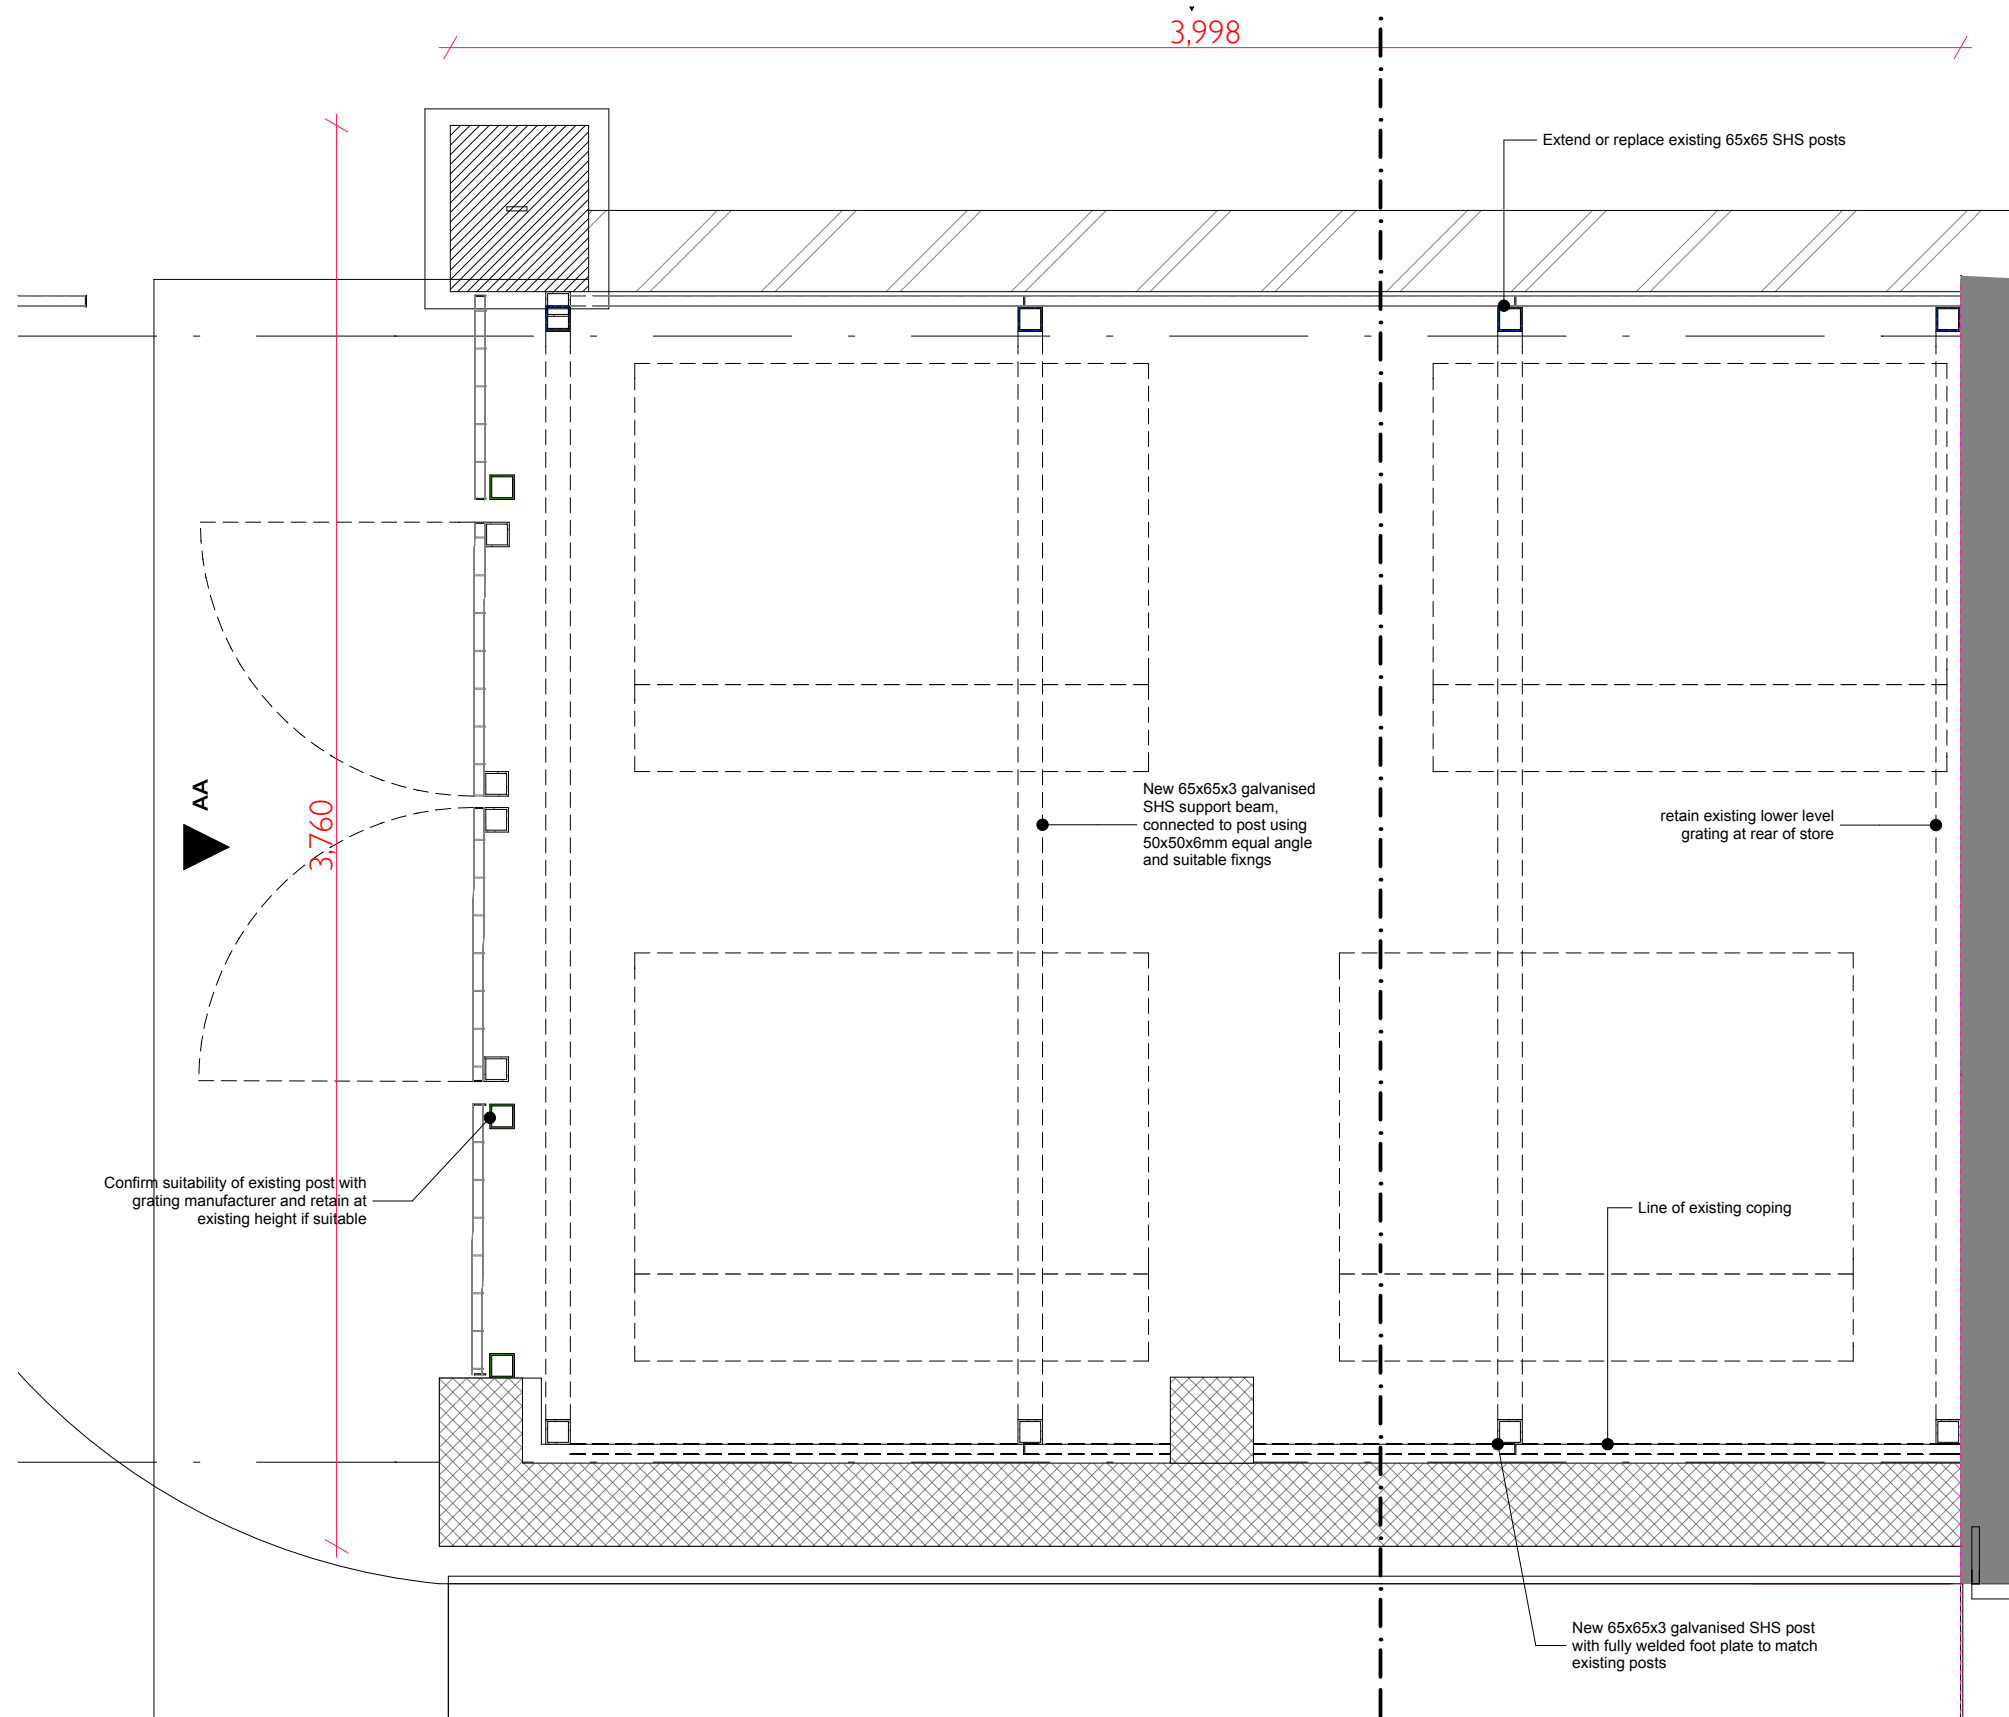 3,998
Extend or replace existing 65x65 SHS posts
AA
3,760
New 65x65x3 galvanised
SHS support beam,
connected to post using
50x50x6mm equal angle
and suitable fixngs
retain existing lower level
grating at rear of store
Confirm suitability of existing post with
grating manufacturer and retain at
existing height if suitable
Line of existing coping
New 65x65x3 galvanised SHS post
with fully welded foot plate to match
existing posts